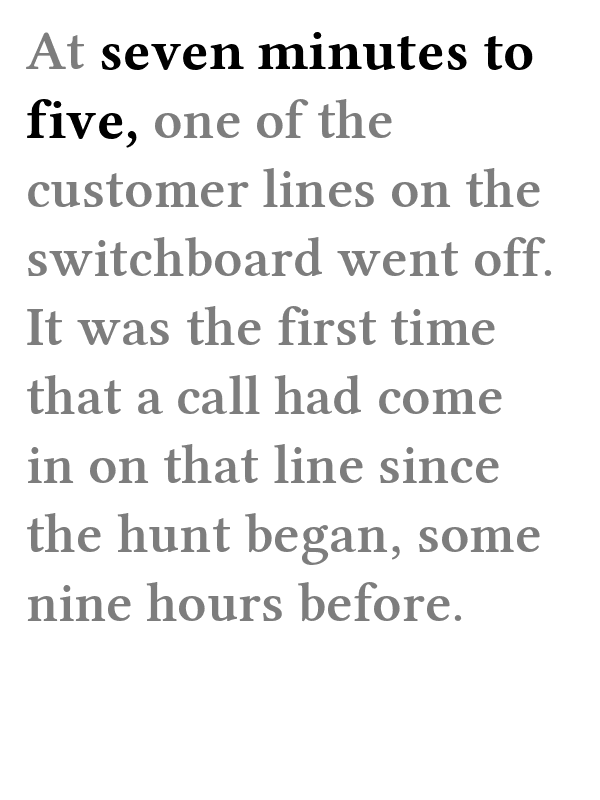 At seven minutes to
five, one of the
customer lines on the
switchboard went off.
It was the first time
that a call had come
in on that line since
the hunt began, some
nine hours before.